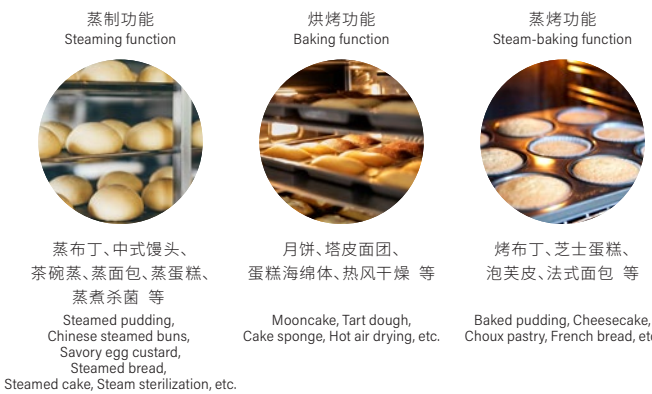 蒸制功能
Steaming function
蒸布丁、中式馒头、
茶碗蒸、蒸面包、蒸蛋糕、
蒸煮杀菌 等
Steamed pudding,
Chinese steamed buns,
Savory egg custard,
Steamed bread,
Steamed cake, Steam sterilization, etc.
烘烤功能
Baking function
月饼、塔皮面团、
蛋糕海绵体、热风干燥 等
Mooncake, Tart dough,
Cake sponge, Hot air drying, etc.
蒸烤功能
Steam-baking function
烤布丁、芝士蛋糕、
泡芙皮、法式面包 等
Baked pudding, Cheesecake,
Choux pastry, French bread, etc